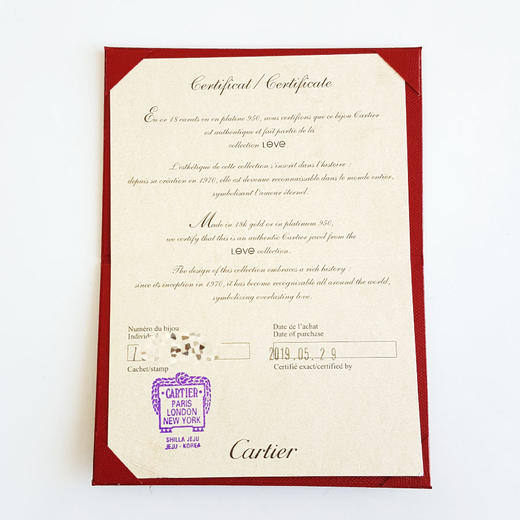 Certificat / Certificate
En or 18 carats ou en platine 950, nous certifions que ce bijou Cartier
est authentique et fait partie de la
collection LOVE
L'esthétique de cette collection s'inscrit dans l'histoire :
depuis sa création en 1970, elle est devenue reconnaissable dans le monde entier,
symbolisant l'amour éternel.
Made in 18k gold or in platinum 950,
we certify that this is an authentic Cartier jewel from the
LOVE collection.
The design of this collection embraces a rich history :
since its inception in 1970, it has become recognizable all around the world,
symbolizing everlasting love.
Numéro du bijou
Date de l'achat
Date of purchase
2019.05.29
Cachet/stamp
Certifié exact/certified by
CARTIER
PARIS
LONDON
NEW YORK
SHILLA JEJU
JEJU - KOREA
Cartier